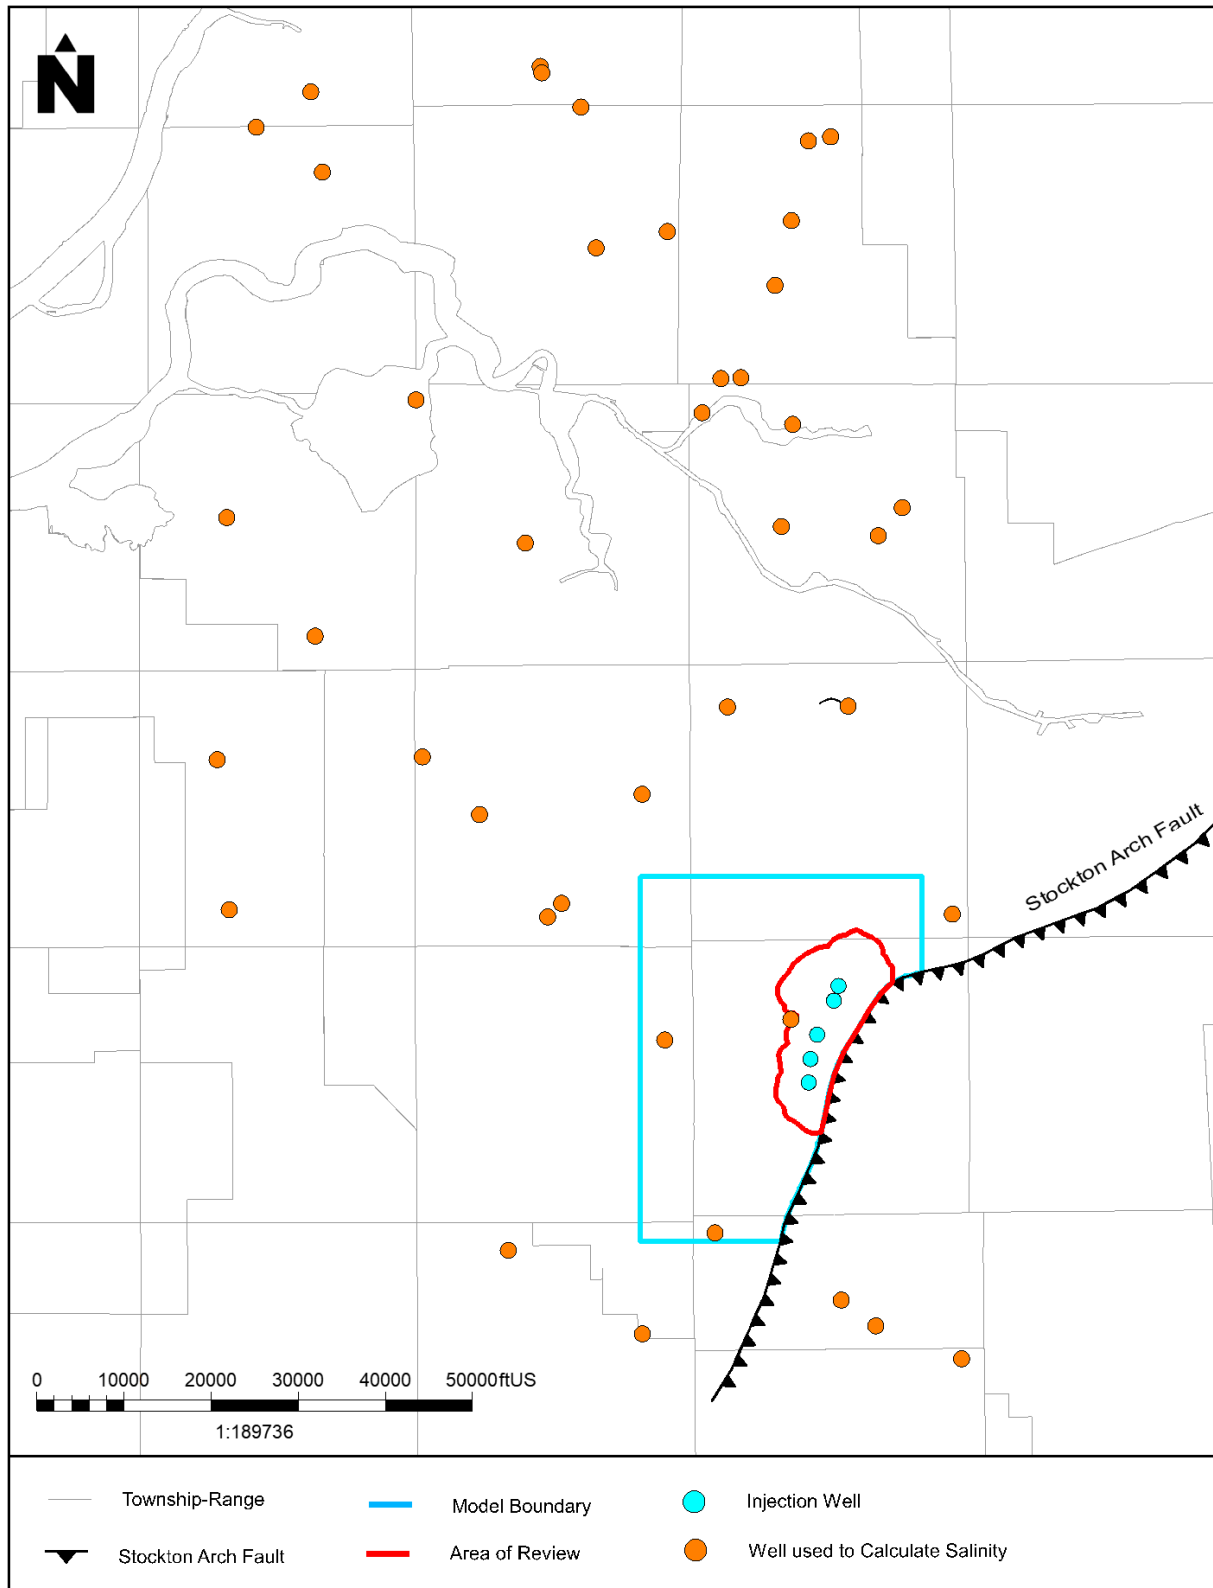 N
Stockton Arch Fault
0 10000 20000 30000 40000 50000ftUS
1:189736
Township-Range
Model Boundary
Injection Well
Stockton Arch Fault
Area of Review
Well used to Calculate Salinity